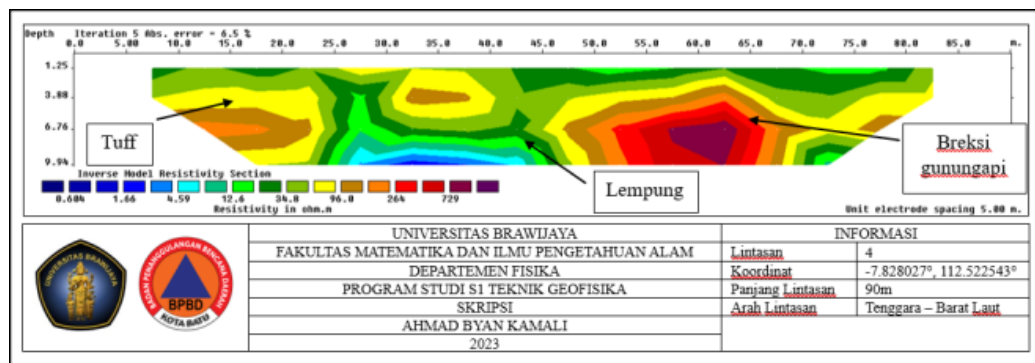 Depth Iteration 5 Abs. error = 6.5 %
0.0 5.00 10.0 15.0 20.0 25.0 30.0 35.0 40.0 45.0 50.0 55.0 60.0 65.0 70.0 75.0 80.0 85.0 m.
1.25
3.88
6.76
9.94
Tuff
Lempung
Breksi
gunungapi
Inverse Model Resistivity Section
0.604 1.66 4.59 12.6 34.8 96.0 264 729
Resistivity in ohm.m
Unit electrode spacing 5.00 m.
UNIVERSITAS BRAWIJAYA
BADAN PENANGGULANGAN BENCANA DAERAH
BPBD
KOTA BATU
UNIVERSITAS BRAWIJAYA
FAKULTAS MATEMATIKA DAN ILMU PENGETAHUAN ALAM
DEPARTEMEN FISIKA
PROGRAM STUDI S1 TEKNIK GEOFISIKA
SKRIPSI
AHMAD BYAN KAMALI
2023
INFORMASI
Lintasan 4
Koordinat -7.828027°, 112.522543°
Panjang Lintasan 90m
Arah Lintasan Tenggara – Barat Laut